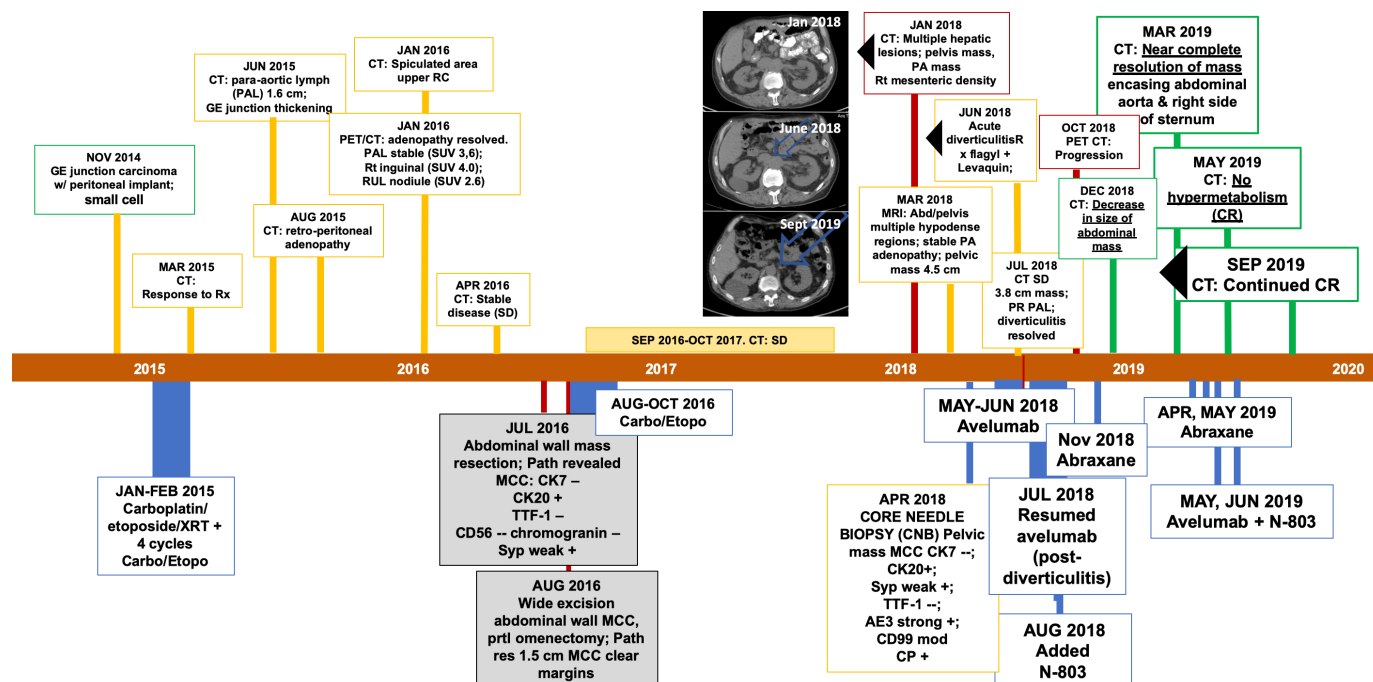 NOV 2014
GE junction carcinoma
w/ peritoneal implant;
small cell
MAR 2015
CT:
Response to Rx
JUN 2015
CT: para-aortic lymph
(PAL) 1.6 cm;
GE junction thickening
AUG 2015
CT: retro-peritoneal
adenopathy
JAN 2016
CT: Spiculated area
upper RC
JAN 2016
PET/CT: adenopathy resolved.
PAL stable (SUV 3,6);
Rt inguinal (SUV 4.0);
RUL nodiule (SUV 2.6)
APR 2016
CT: Stable
disease (SD)
SEP 2016-OCT 2017. CT: SD
Jan 2018
June 2018
Sept 2019
JAN 2018
CT: Multiple hepatic
lesions; pelvis mass,
PA mass
Rt mesenteric density
MAR 2018
MRI: Abd/pelvis
multiple hypodense
regions; stable PA
adenopathy; pelvic
mass 4.5 cm
JUN 2018
Acute
diverticulitisR
x flagyl +
Levaquin;
JUL 2018
CT SD
3.8 cm mass;
PR PAL;
diverticulitis
resolved
OCT 2018
PET CT:
Progression
DEC 2018
CT: Decrease
in size of
abdominal
mass
MAR 2019
CT: Near complete
resolution of mass
encasing abdominal
aorta & right side
of sternum
MAY 2019
CT: No
hypermetabolism
(CR)
SEP 2019
CT: Continued CR
2015
2016
2017
2018
2019
2020
JAN-FEB 2015
Carboplatin/
etoposide/XRT +
4 cycles
Carbo/Etopo
JUL 2016
Abdominal wall mass
resection; Path revealed
MCC: CK7 –
CK20 +
TTF-1 –
CD56 -- chromogranin –
Syp weak +
AUG 2016
Wide excision
abdominal wall MCC,
prtl omenectomy; Path
res 1.5 cm MCC clear
margins
AUG-OCT 2016
Carbo/Etopo
APR 2018
CORE NEEDLE
BIOPSY (CNB) Pelvic
mass MCC CK7 --;
CK20+;
Syp weak +;
TTF-1 --;
AE3 strong +;
CD99 mod
CP +
MAY-JUN 2018
Avelumab
JUL 2018
Resumed
avelumab
(post-
diverticulitis)
AUG 2018
Added
N-803
Nov 2018
Abraxane
APR, MAY 2019
Abraxane
MAY, JUN 2019
Avelumab + N-803